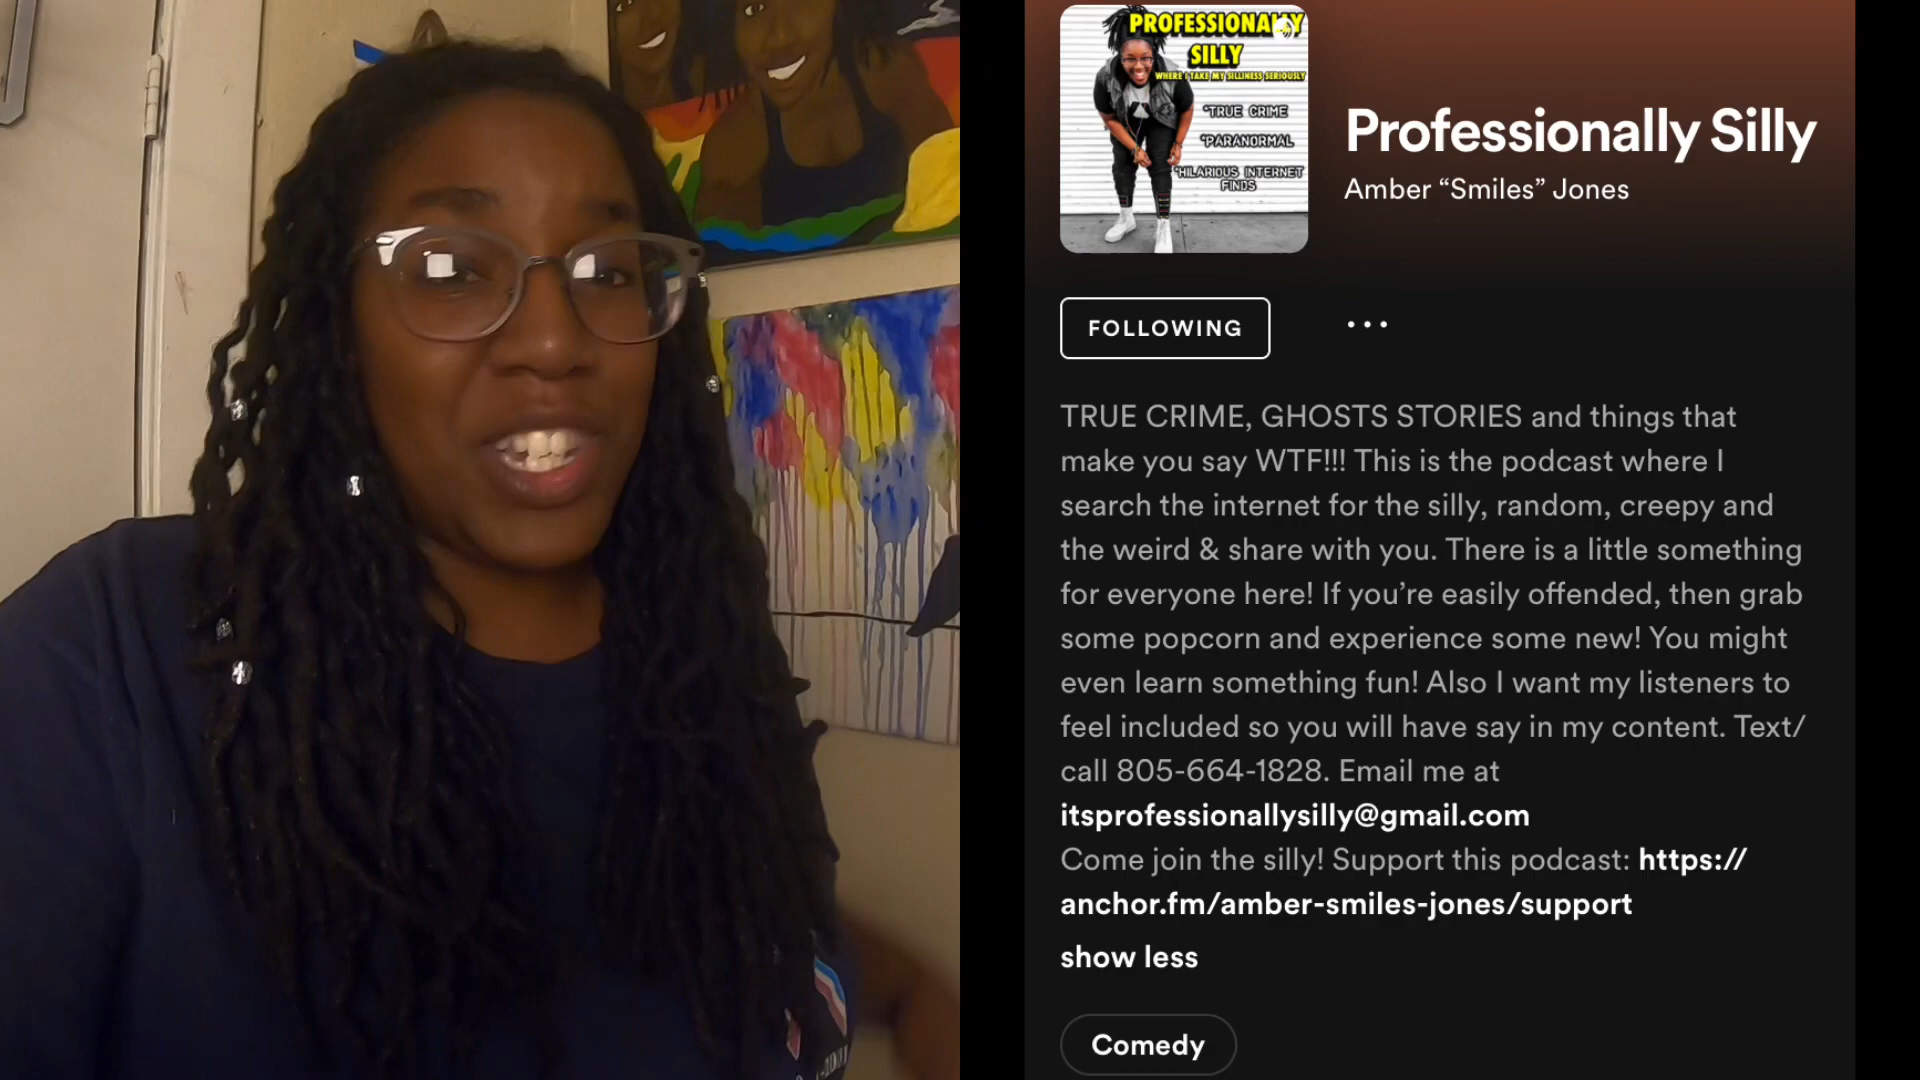 PROFESSIONALLY
SILLY
WHERE I TAKE MY SILLINESS SERIOUSLY
*TRUE CRIME
*PARANORMAL
*HILARIOUS INTERNET
FINDS
Professionally Silly
Amber “Smiles” Jones
FOLLOWING
TRUE CRIME, GHOSTS STORIES and things that
make you say WTF!!! This is the podcast where I
search the internet for the silly, random, creepy and
the weird & share with you. There is a little something
for everyone here! If you’re easily offended, then grab
some popcorn and experience some new! You might
even learn something fun! Also I want my listeners to
feel included so you will have say in my content. Text/
call 805-664-1828. Email me at
itsprofessionallysilly@gmail.com
Come join the silly! Support this podcast: https://
anchor.fm/amber-smiles-jones/support
show less
Comedy